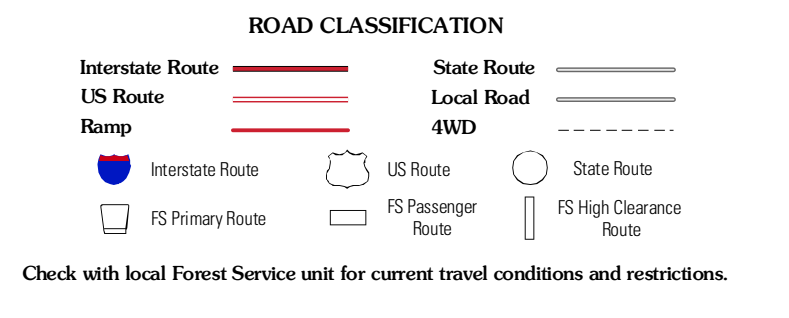 ROAD CLASSIFICATION
Interstate Route
State Route
US Route
Local Road
Ramp
4WD
Interstate Route
US Route
State Route
FS Primary Route
FS Passenger
Route
FS High Clearance
Route
Check with local Forest Service unit for current travel conditions and restrictions.